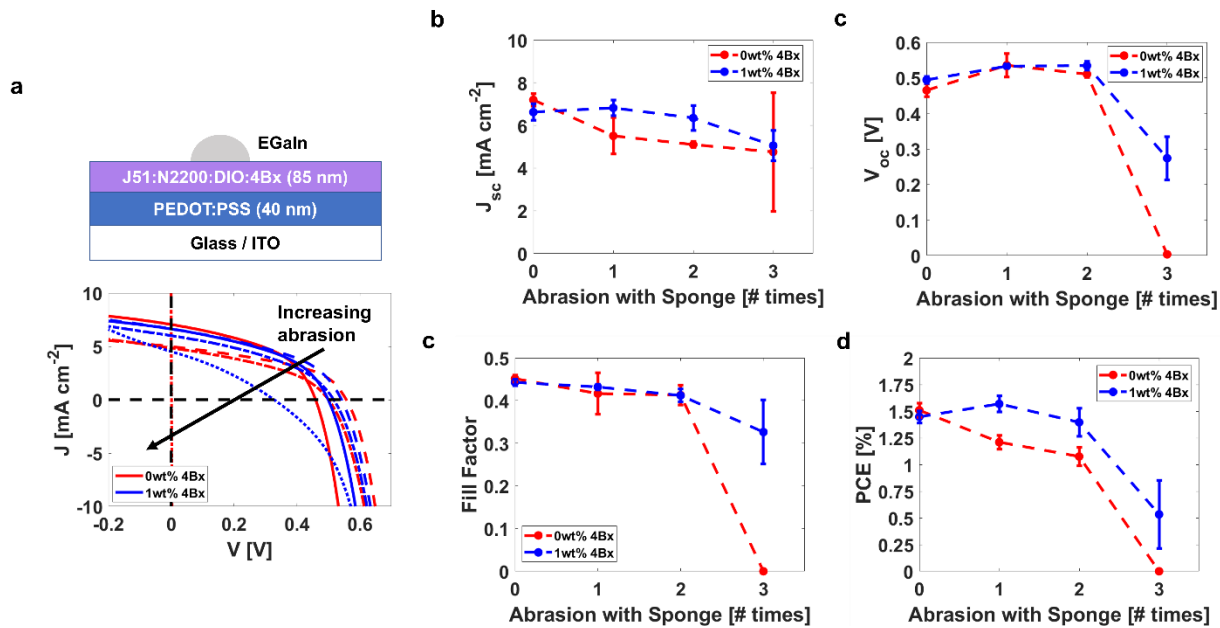 a
EGaIn
J51:N2200:DIO:4Bx (85 nm)
PEDOT:PSS (40 nm)
Glass / ITO
10
5
0
-5
-10
J [mA cm-2]
Increasing
abrasion
0wt% 4Bx
1wt% 4Bx
-0.2
0
0.2
0.4
0.6
V [V]
b
10
8
6
4
2
0
Jsc [mA cm-2]
0wt% 4Bx
1wt% 4Bx
0
1
2
3
Abrasion with Sponge [# times]
c
0.6
0.5
0.4
0.3
0.2
0.1
0
Voc [V]
0wt% 4Bx
1wt% 4Bx
0
1
2
3
Abrasion with Sponge [# times]
c
0.5
0.4
0.3
0.2
0.1
0
Fill Factor
0wt% 4Bx
1wt% 4Bx
0
1
2
3
Abrasion with Sponge [# times]
d
2
1.75
1.5
1.25
1
0.75
0.5
0.25
0
PCE [%]
0wt% 4Bx
1wt% 4Bx
0
1
2
3
Abrasion with Sponge [# times]